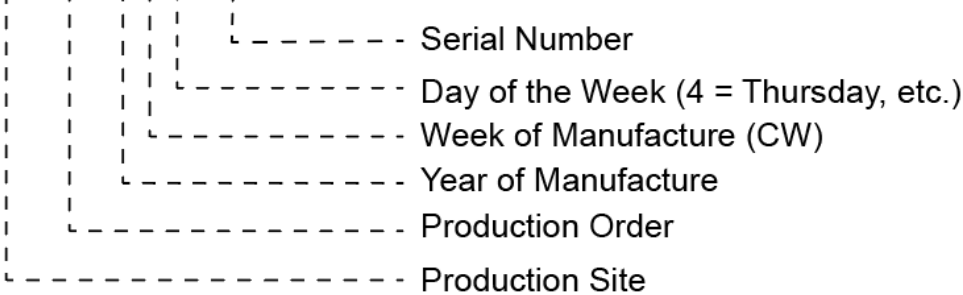 Serial Number
Day of the Week (4 = Thursday, etc.)
Week of Manufacture (CW)
Year of Manufacture
Production Order
Production Site